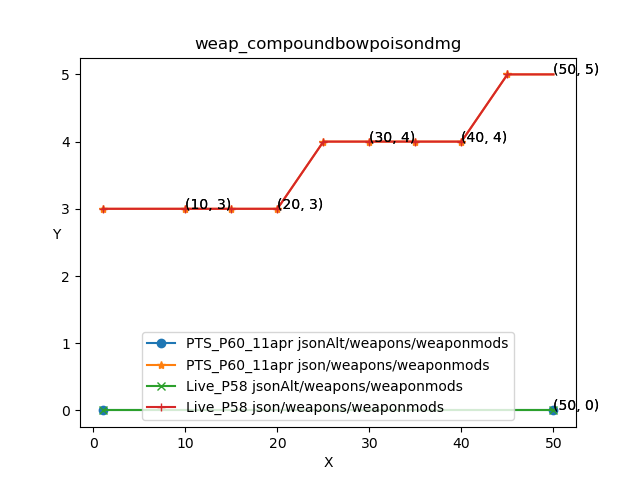 weap_compoundbowpoisondmg
5
(50, 5)
4
(30, 4)
(40, 4)
3
(10, 3)
(20, 3)
Y
2
1
PTS_P60_11apr jsonAlt/weapons/weaponmods
PTS_P60_11apr json/weapons/weaponmods
Live_P58 jsonAlt/weapons/weaponmods
Live_P58 json/weapons/weaponmods
0
(50, 0)
0 10 20 30 40 50
X